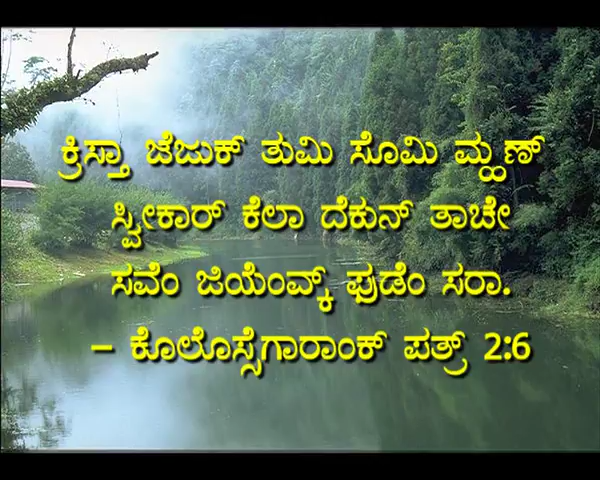 ಕ್ರಿಸ್ತಾ ಜೆಜುಕ್ ತುಮಿ ಸೊಮಿ ಮ್ಹಣ್
ಸ್ವೀಕಾರ್ ಕೆಲಾ ದೆಕುನ್ ತಾಚೇ
ಸವೆಂ ಜಿಯೆಂವ್ಕ್ ಫುಡೆಂ ಸರಾ.
– ಕೊಲೊಸ್ಸೆಗಾರಾಂಕ್ ಪತ್ರ್ 2:6